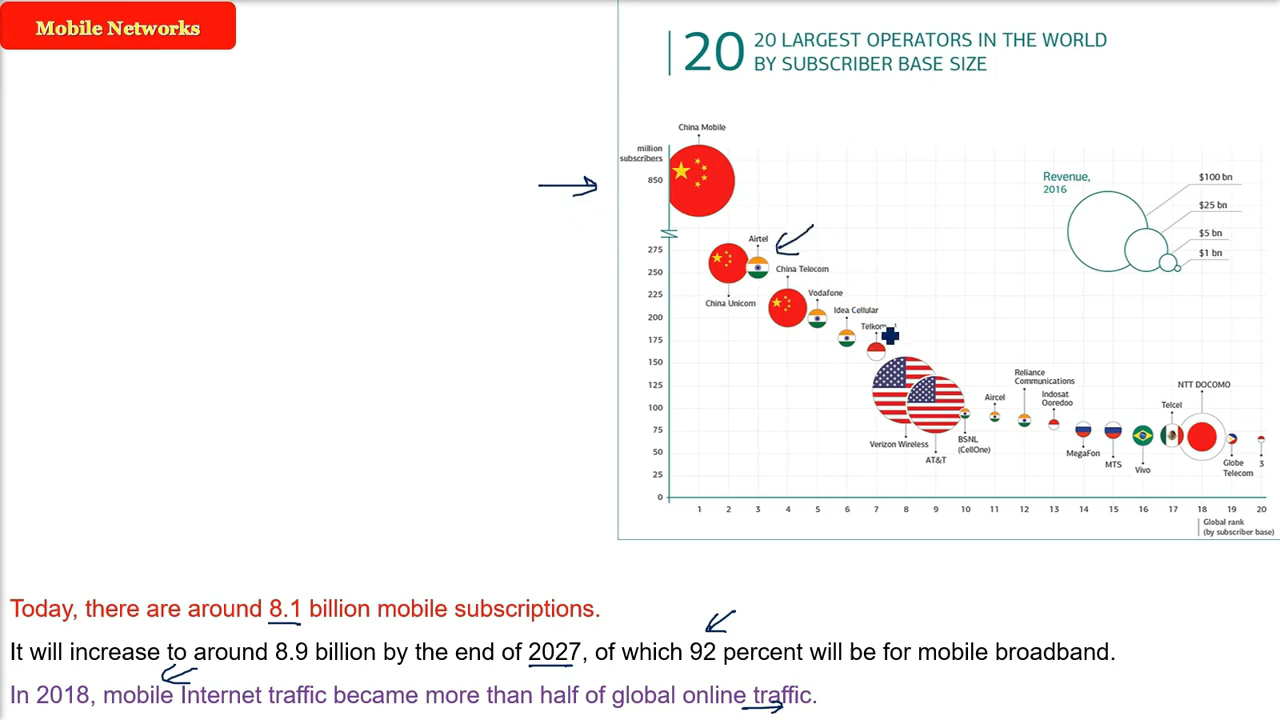 Mobile Networks
20
20 LARGEST OPERATORS IN THE WORLD
BY SUBSCRIBER BASE SIZE
China Mobile
million
subscribers
850
Revenue,
2016
$100 bn
$25 bn
$5 bn
$1 bn
275
250
225
200
175
150
125
100
75
50
25
0
Airtel
China Unicom
China Telecom
Vodafone
Idea Cellular
Verizon Wireless
AT&T
BSNL
(CellOne)
Aircel
Reliance
Communications
Indosat
Ooredoo
MegaFon
MTS
Vivo
Telcel
NTT DOCOMO
Globe
Telecom
3
1 2 3 4 5 6 7 8 9 10 11 12 13 14 15 16 17 18 19 20
Global rank
(by subscriber base)
Today, there are around 8.1 billion mobile subscriptions.
It will increase to around 8.9 billion by the end of 2027, of which 92 percent will be for mobile broadband.
In 2018, mobile Internet traffic became more than half of global online traffic.